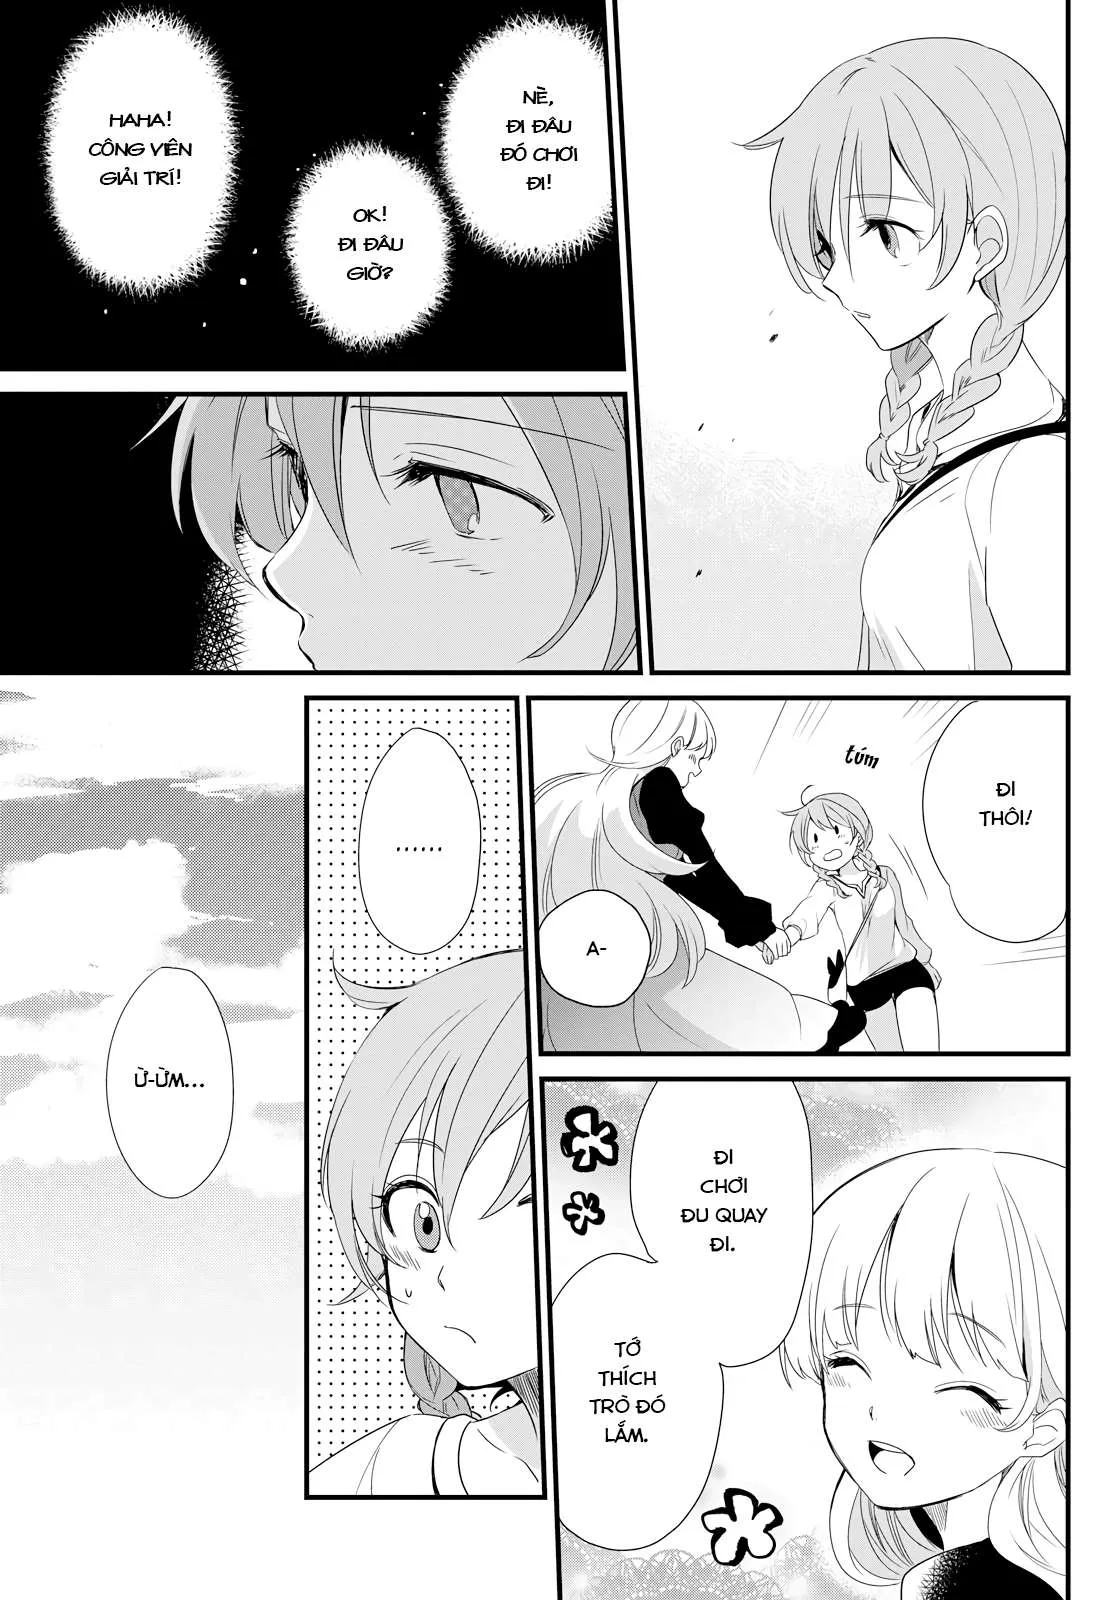 NÈ,
ĐI ĐÂU
ĐÓ CHƠI
ĐI!
OK!
ĐI ĐÂU
GIỜ?
HAHA!
CÔNG VIÊN
GIẢI TRÍ!
ĐI
THÔI!
túm
A-
ĐI
CHƠI
ĐU QUAY
ĐI.
TỚ
THÍCH
TRÒ ĐÓ
LẮM.
......
Ừ-ỪM...